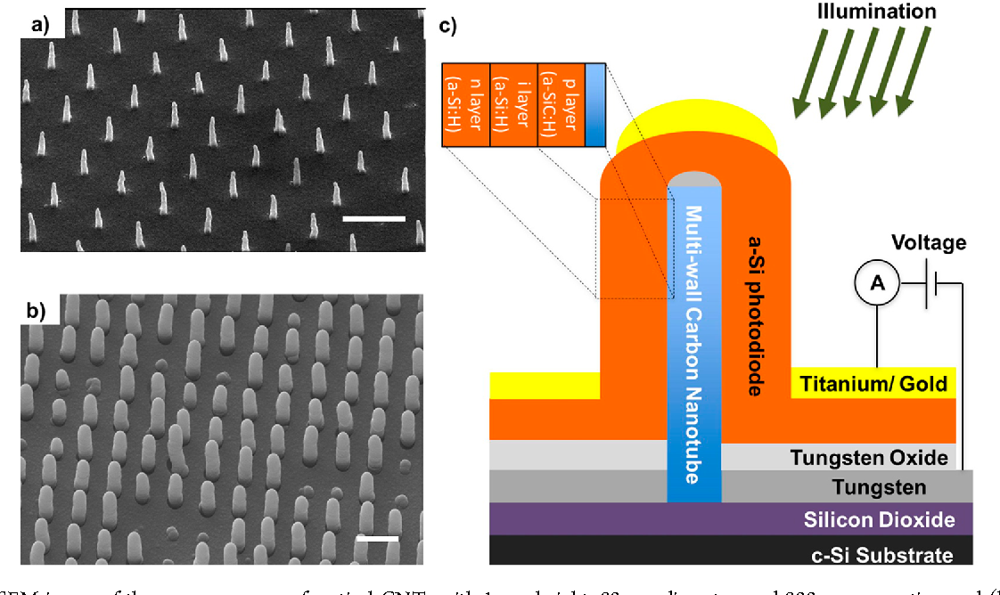 a)
b)
c)
Illumination
n layer
(a-Si:H)
i layer
(a-Si:H)
p layer
(a-SiC:H)
Multi-wall Carbon Nanotube
a-Si photodiode
Voltage
A
Titanium/ Gold
Tungsten Oxide
Tungsten
Silicon Dioxide
c-Si Substrate